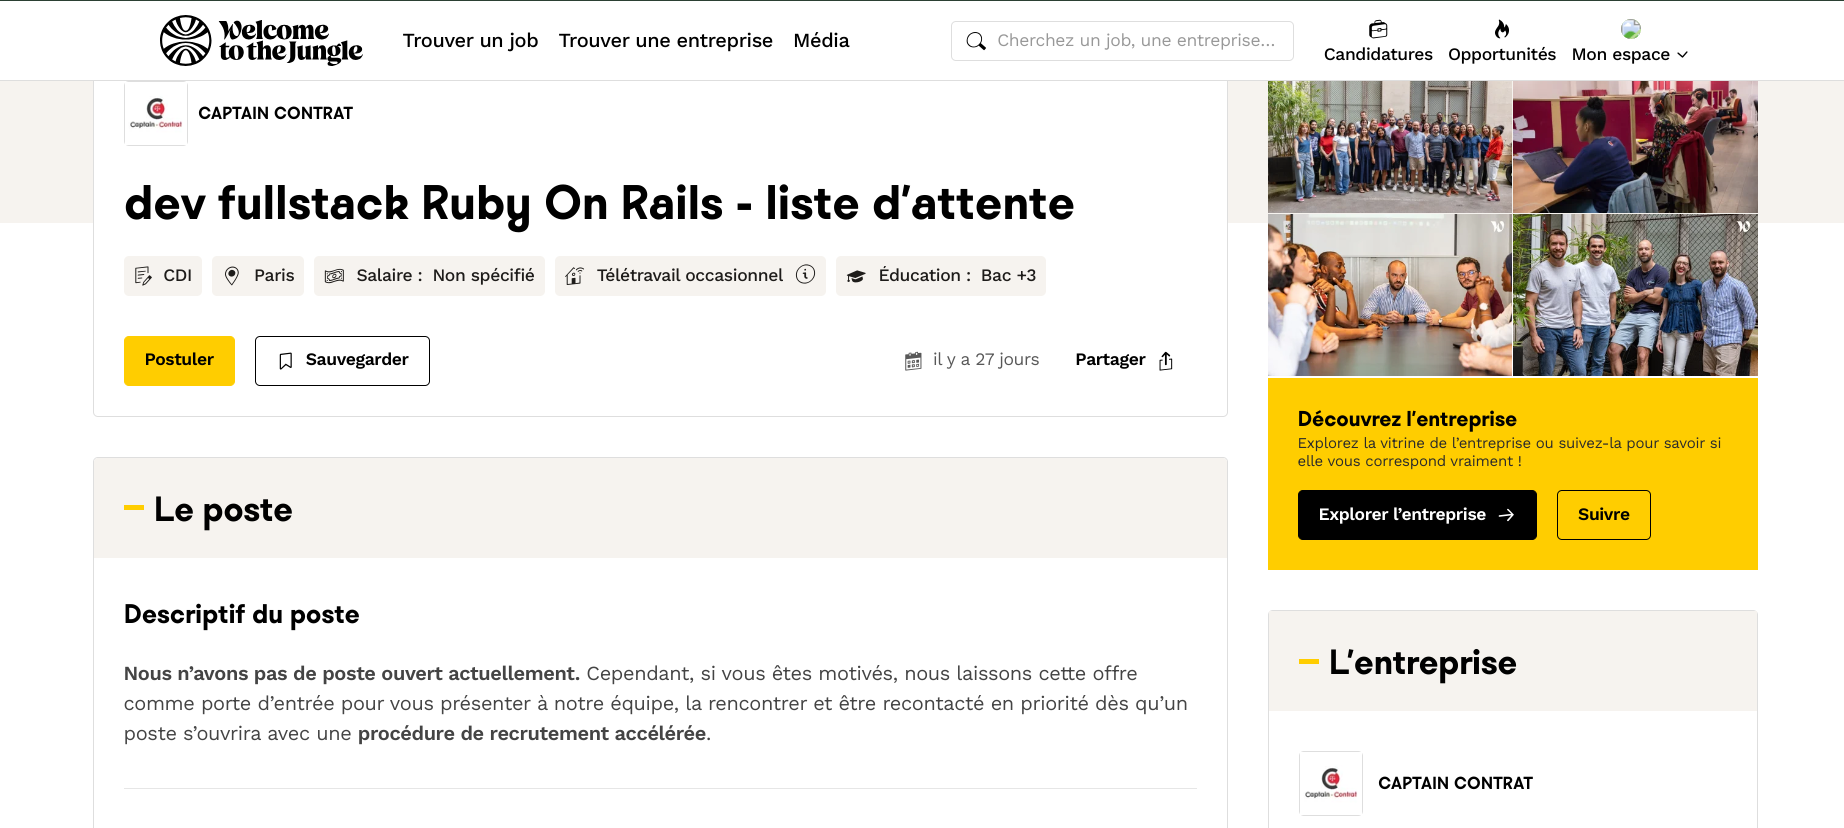 Welcome
to the Jungle
Trouver un job
Trouver une entreprise
Média
Cherchez un job, une entreprise...
Candidatures
Opportunités
Mon espace
Captain Contrat
CAPTAIN CONTRAT
dev fullstack Ruby On Rails - liste d’attente
CDI
Paris
Salaire : Non spécifié
Télétravail occasionnel
Éducation : Bac +3
Postuler
Sauvegarder
il y a 27 jours
Partager
Le poste
Descriptif du poste
Nous n’avons pas de poste ouvert actuellement. Cependant, si vous êtes motivés, nous laissons cette offre
comme porte d’entrée pour vous présenter à notre équipe, la rencontrer et être recontacté en priorité dès qu’un
poste s’ouvrira avec une procédure de recrutement accélérée.
W
W
Découvrez l’entreprise
Explorez la vitrine de l’entreprise ou suivez-la pour savoir si
elle vous correspond vraiment !
Explorer l’entreprise
Suivre
L’entreprise
Captain Contrat
CAPTAIN CONTRAT